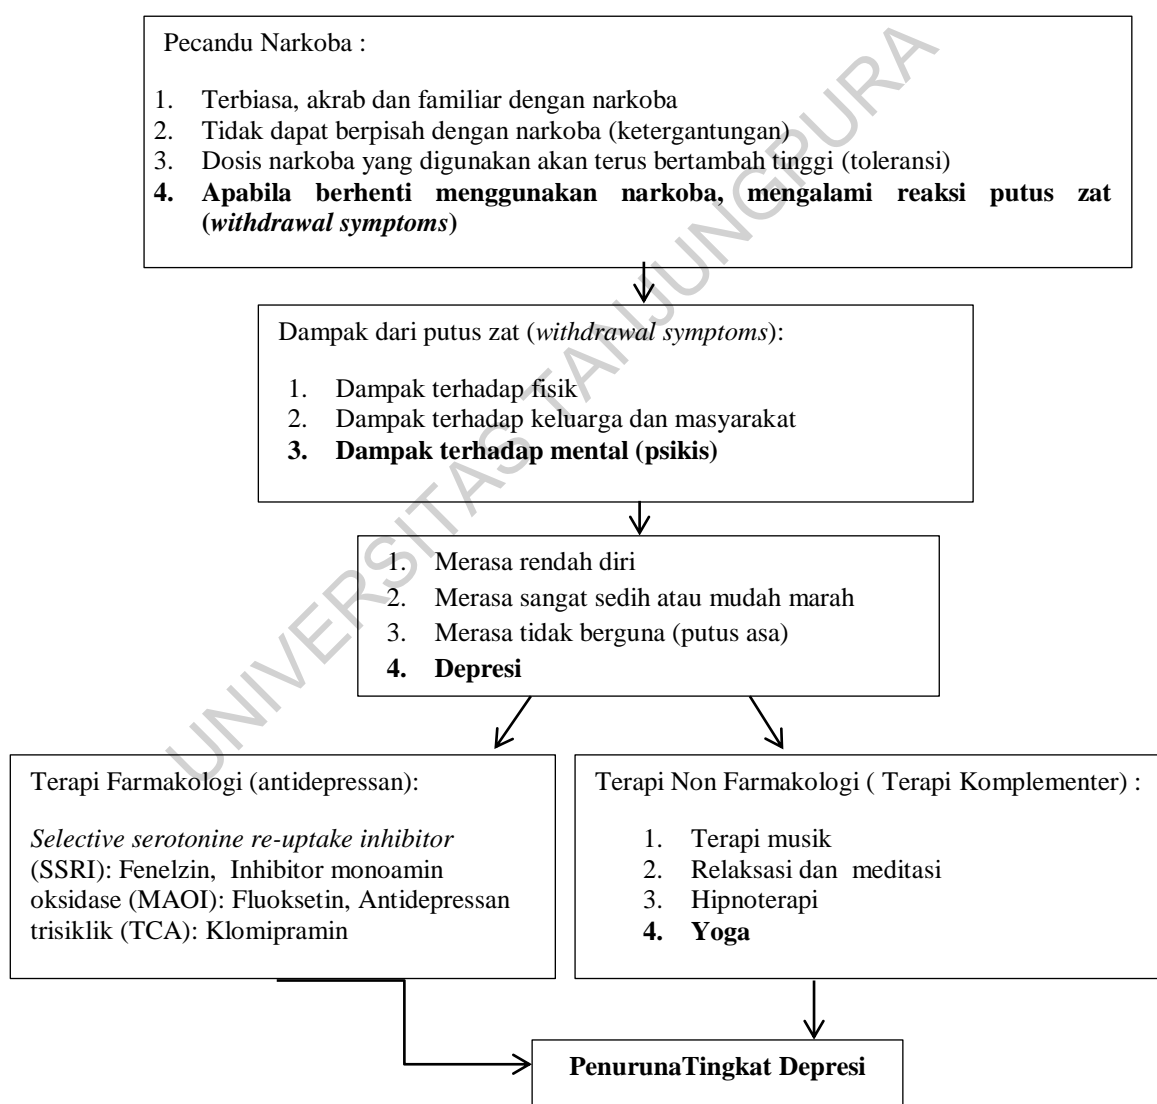 Pecandu Narkoba :
1. Terbiasa, akrab dan familiar dengan narkoba
2. Tidak dapat berpisah dengan narkoba (ketergantungan)
3. Dosis narkoba yang digunakan akan terus bertambah tinggi (toleransi)
4. Apabila berhenti menggunakan narkoba, mengalami reaksi putus zat
(withdrawal symptoms)
Dampak dari putus zat (withdrawal symptoms):
1. Dampak terhadap fisik
2. Dampak terhadap keluarga dan masyarakat
3. Dampak terhadap mental (psikis)
1. Merasa rendah diri
2. Merasa sangat sedih atau mudah marah
3. Merasa tidak berguna (putus asa)
4. Depresi
Terapi Farmakologi (antidepressan):
Selective serotonine re-uptake inhibitor
(SSRI): Fenelzin, Inhibitor monoamin
oksidase (MAOI): Fluoksetin, Antidepressan
trisiklik (TCA): Klomipramin
Terapi Non Farmakologi ( Terapi Komplementer) :
1. Terapi musik
2. Relaksasi dan meditasi
3. Hipnoterapi
4. Yoga
PenurunaTingkat Depresi
UNIVERSITAS TANJUNGPURA